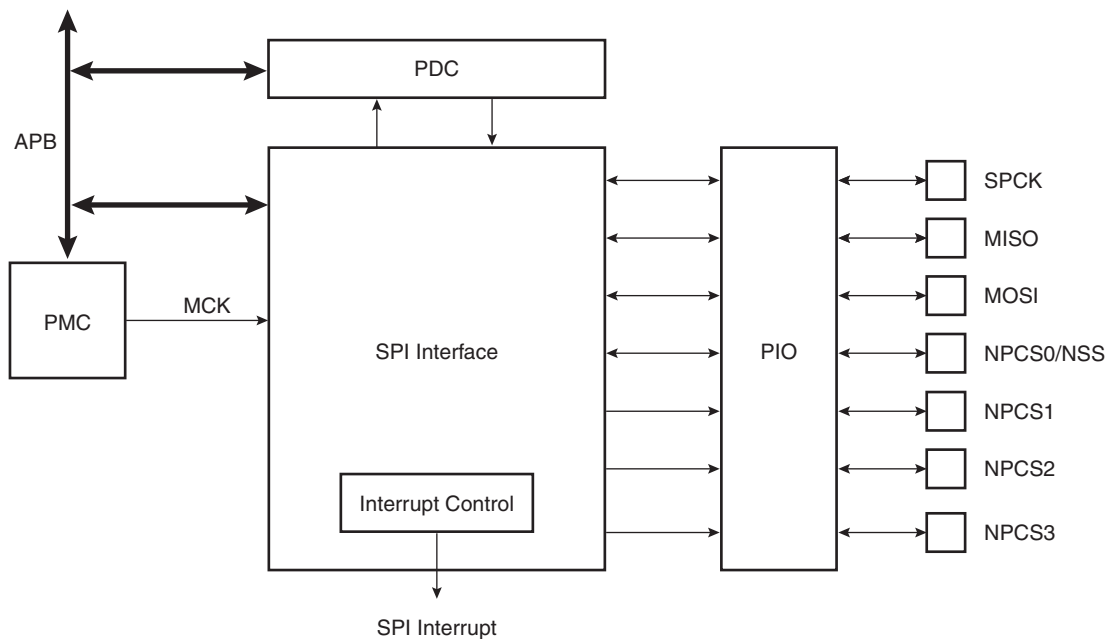 PDC
APB
SPCK
MISO
MCK
MOSI
PMC
SPI Interface
PIO
NPCS0/NSS
NPCS1
NPCS2
Interrupt Control
NPCS3
SPI Interrupt